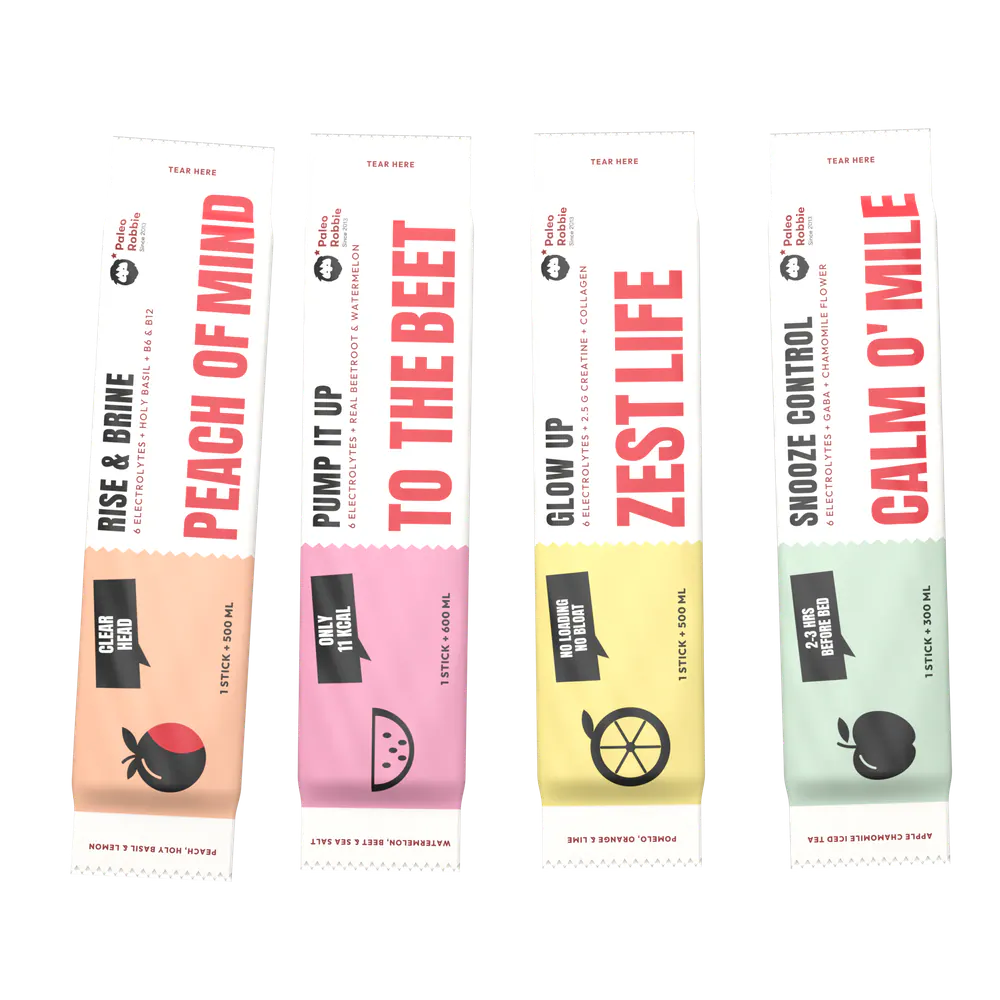 TEAR HERE
Paleo
Robbie
Since 2013
RISE & BRINE
6 ELECTROLYTES + HOLY BASIL + B6 & B12
PEACH OF MIND
CLEAR
HEAD
1 STICK + 500 ML
PEACH, HOLY BASIL & LEMON
TEAR HERE
Paleo
Robbie
Since 2013
PUMP IT UP
6 ELECTROLYTES + REAL BEETROOT & WATERMELON
TO THE BEET
ONLY
11 KCAL
1 STICK + 600 ML
WATERMELON, BEET & SEA SALT
TEAR HERE
Paleo
Robbie
Since 2013
GLOW UP
6 ELECTROLYTES + 2.5 G CREATINE + COLLAGEN
ZEST LIFE
NO LOADING
NO BLOAT
1 STICK + 500 ML
POMELO, ORANGE & LIME
TEAR HERE
Paleo
Robbie
Since 2013
SNOOZE CONTROL
6 ELECTROLYTES + GABA + CHAMOMILE FLOWER
CALM O' MILE
2-3 HRS
BEFORE BED
1 STICK + 300 ML
APPLE CHAMOMILE ICED TEA